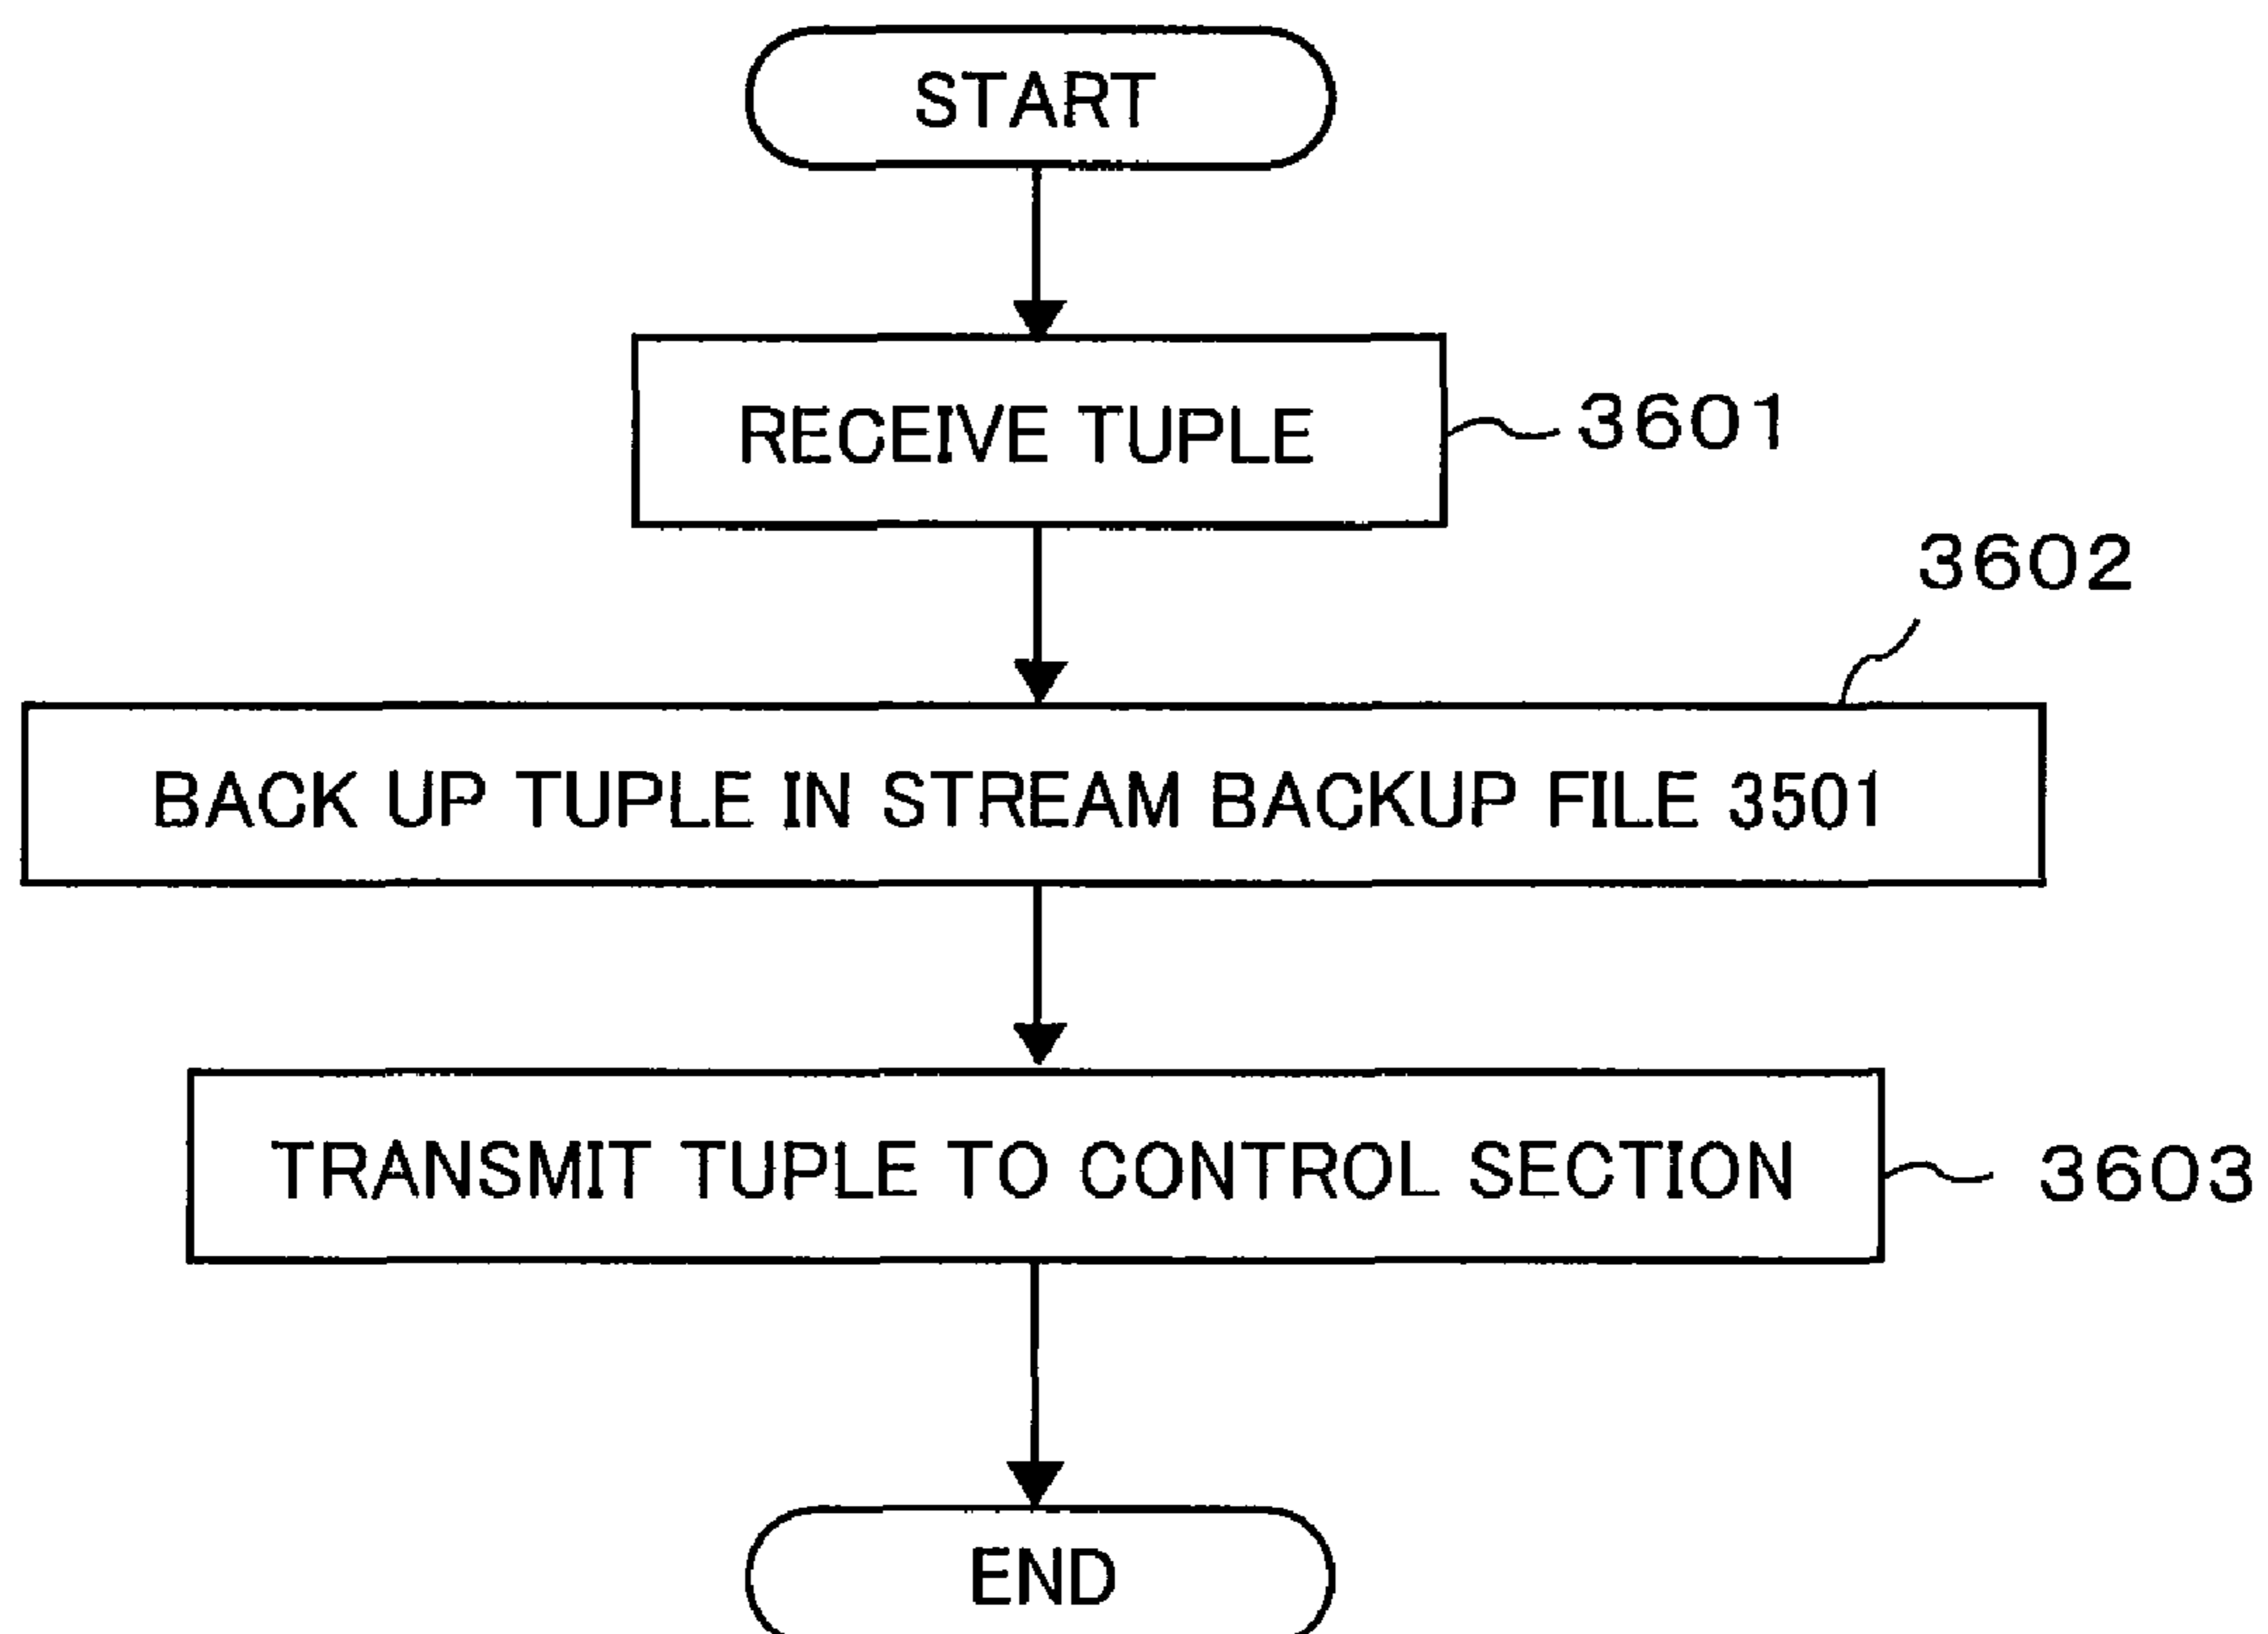 START
RECEIVE TUPLE
3601
3602
BACK UP TUPLE IN STREAM BACKUP FILE 3501
TRANSMIT TUPLE TO CONTROL SECTION
3603
END